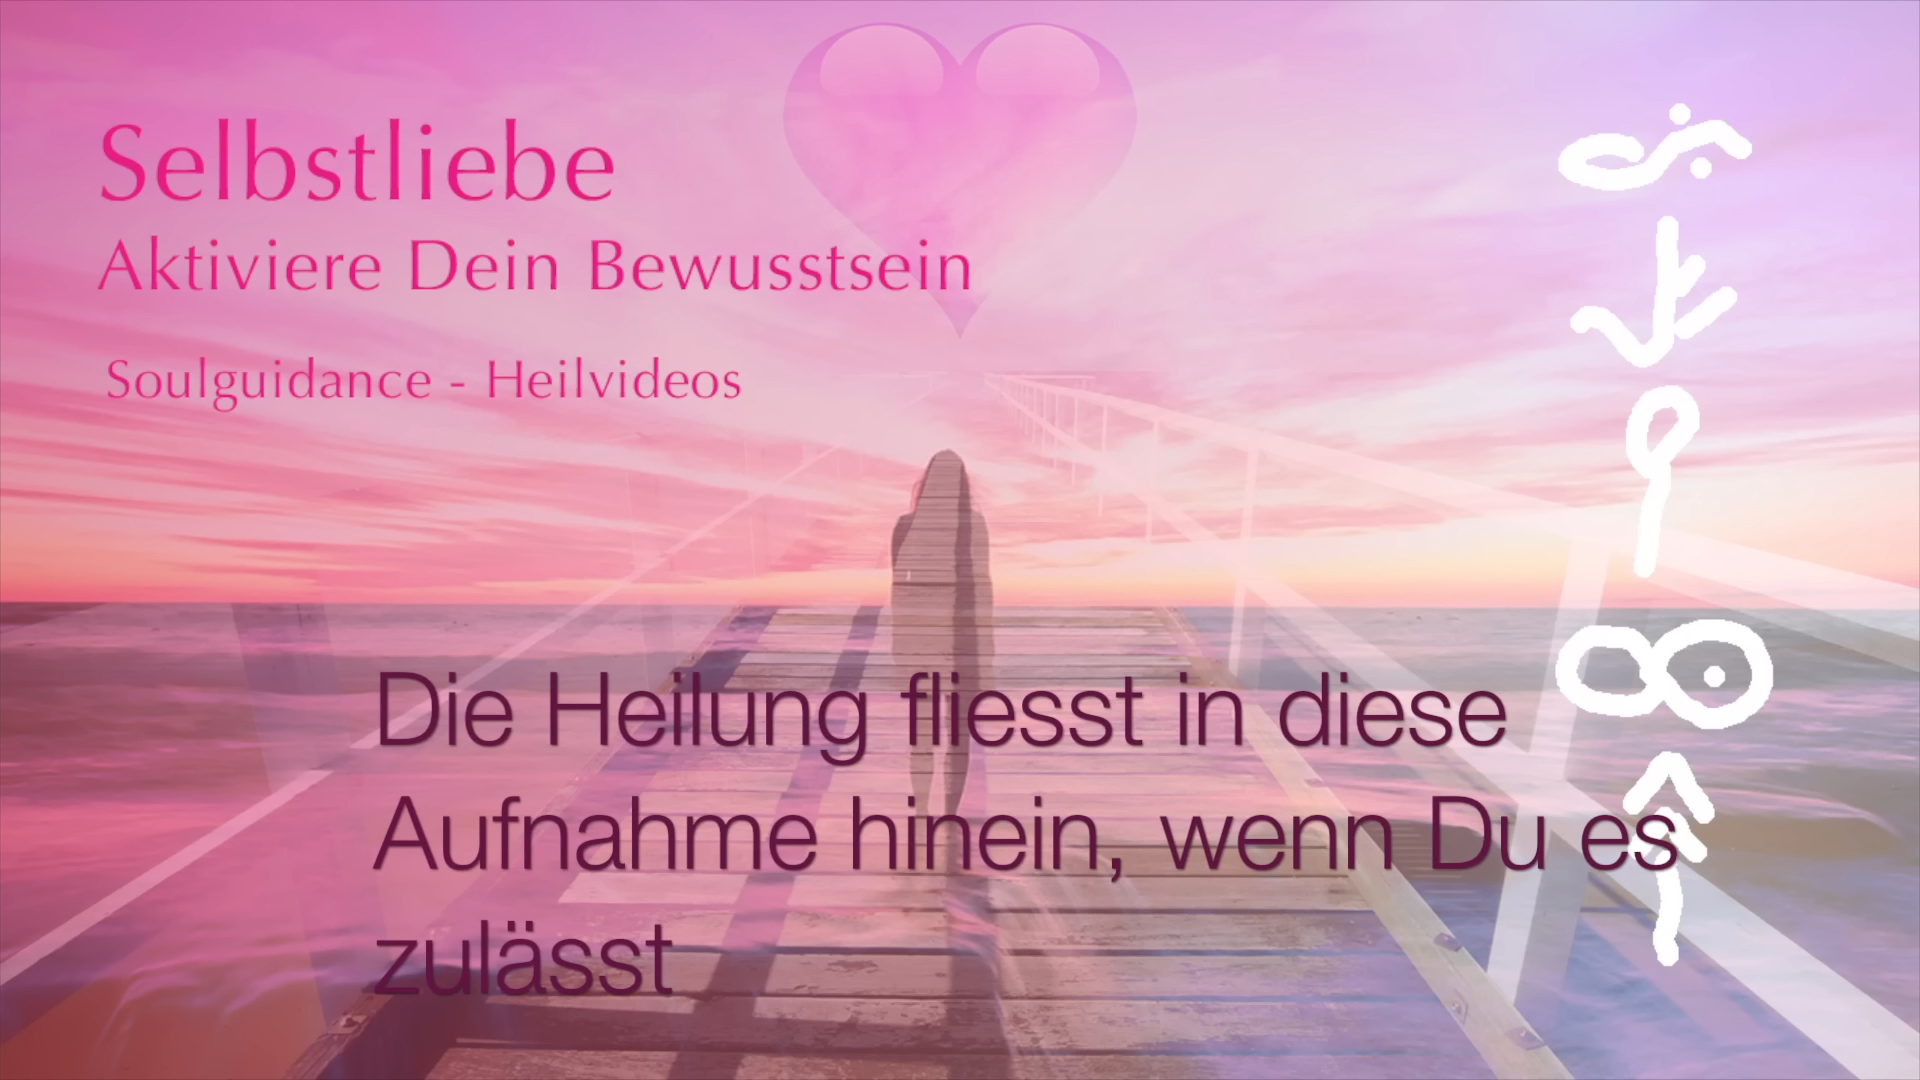 Selbstliebe
Aktiviere Dein Bewusstsein
Soulguidance - Heilvideos
Die Heilung fliesst in diese
Aufnahme hinein, wenn Du es
zulässt